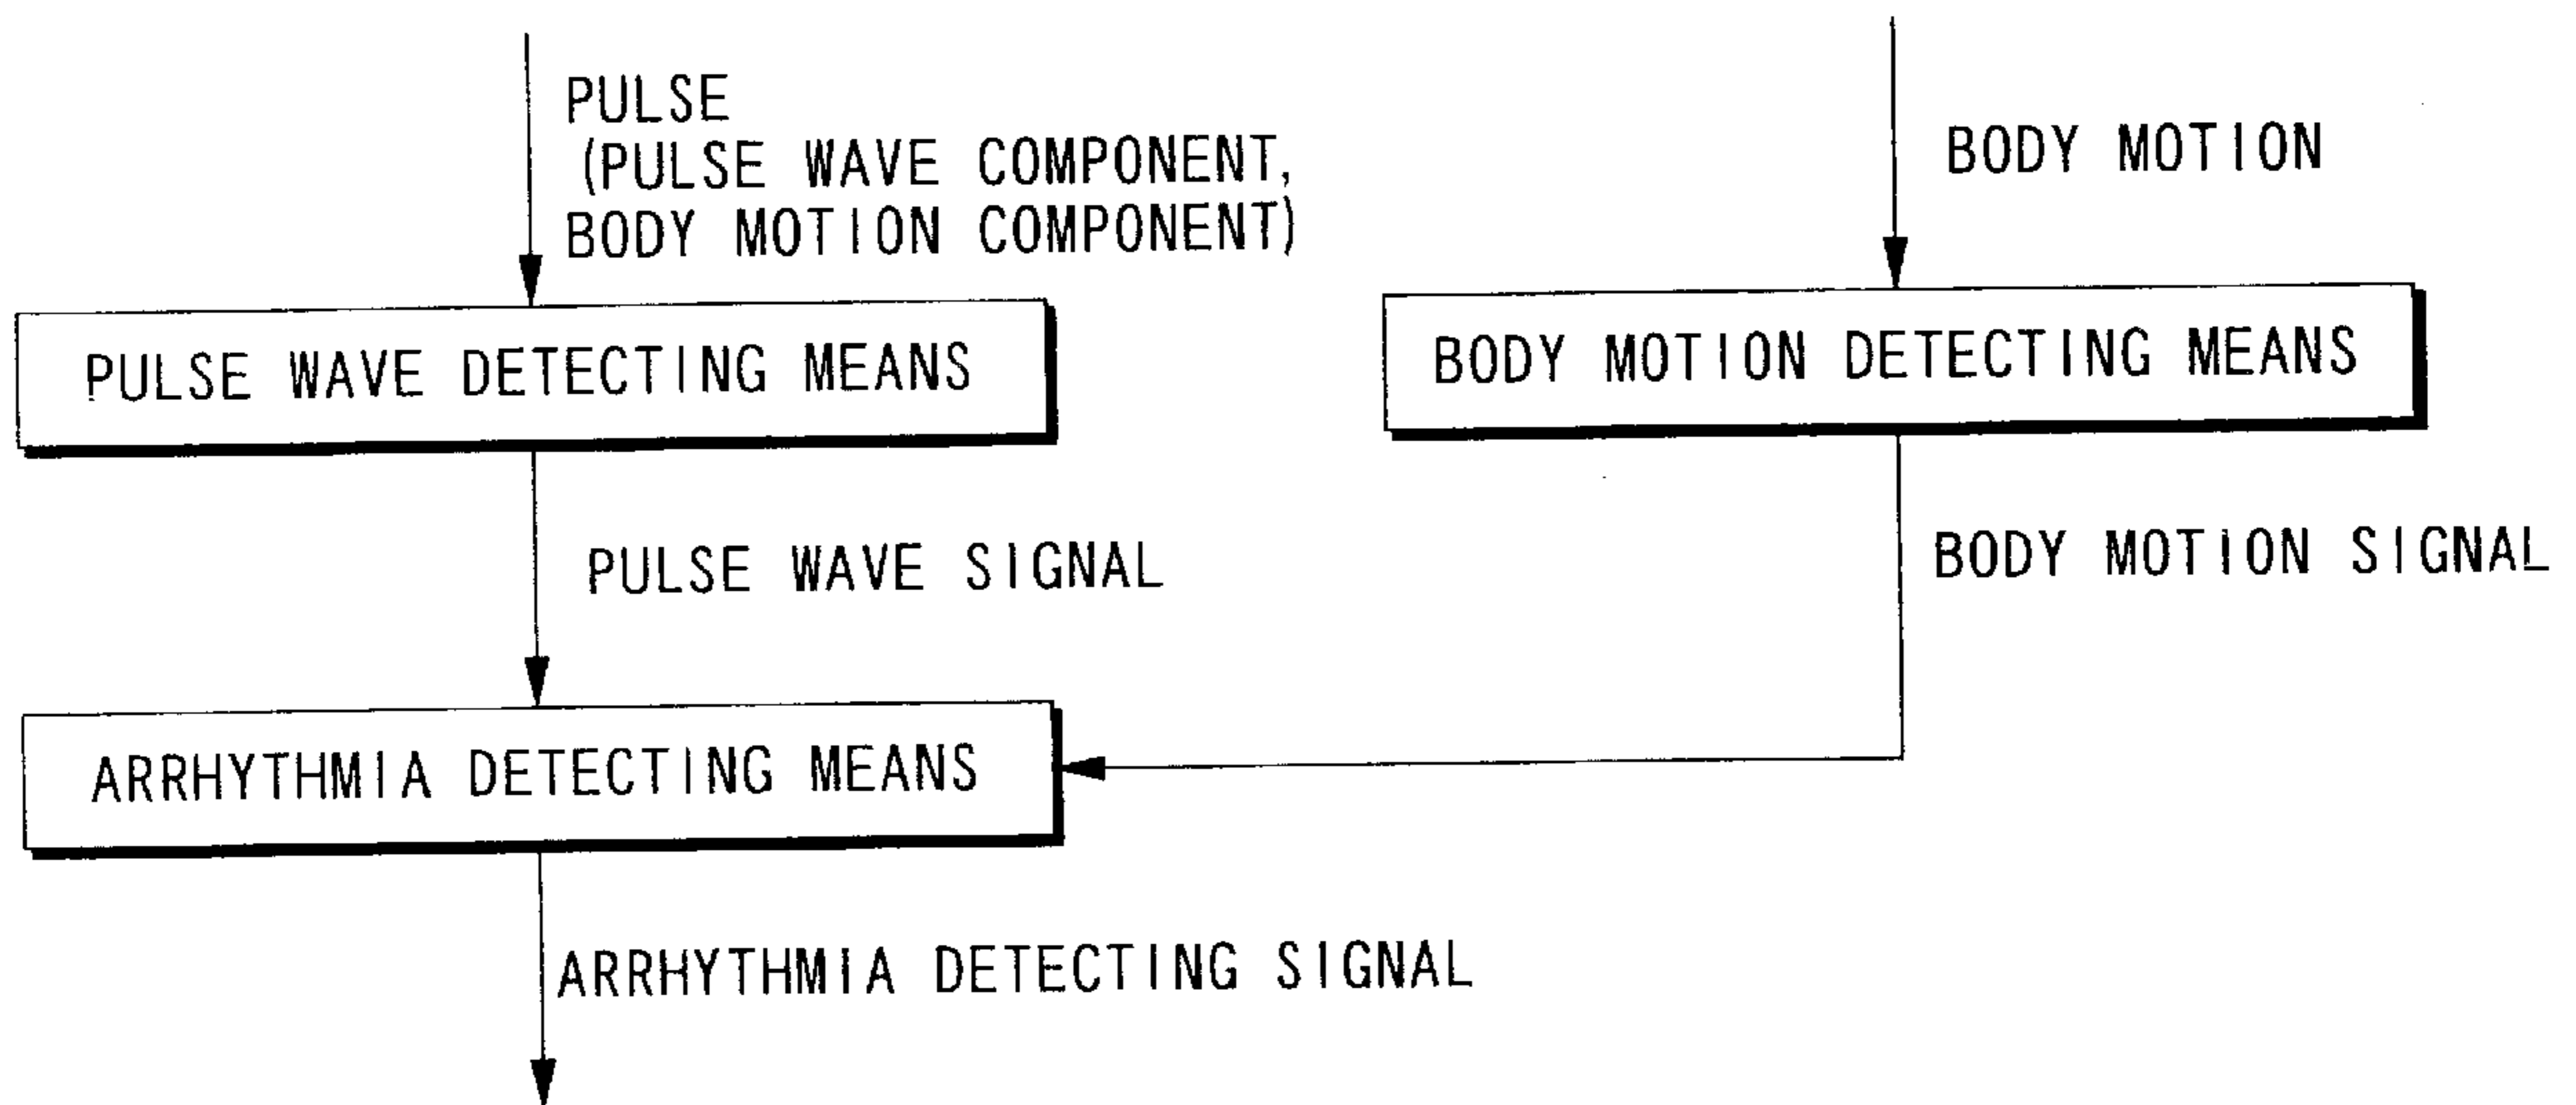 PULSE
(PULSE WAVE COMPONENT,
BODY MOTION COMPONENT)
BODY MOTION
PULSE WAVE DETECTING MEANS
BODY MOTION DETECTING MEANS
PULSE WAVE SIGNAL
BODY MOTION SIGNAL
ARRHYTHMIA DETECTING MEANS
ARRHYTHMIA DETECTING SIGNAL